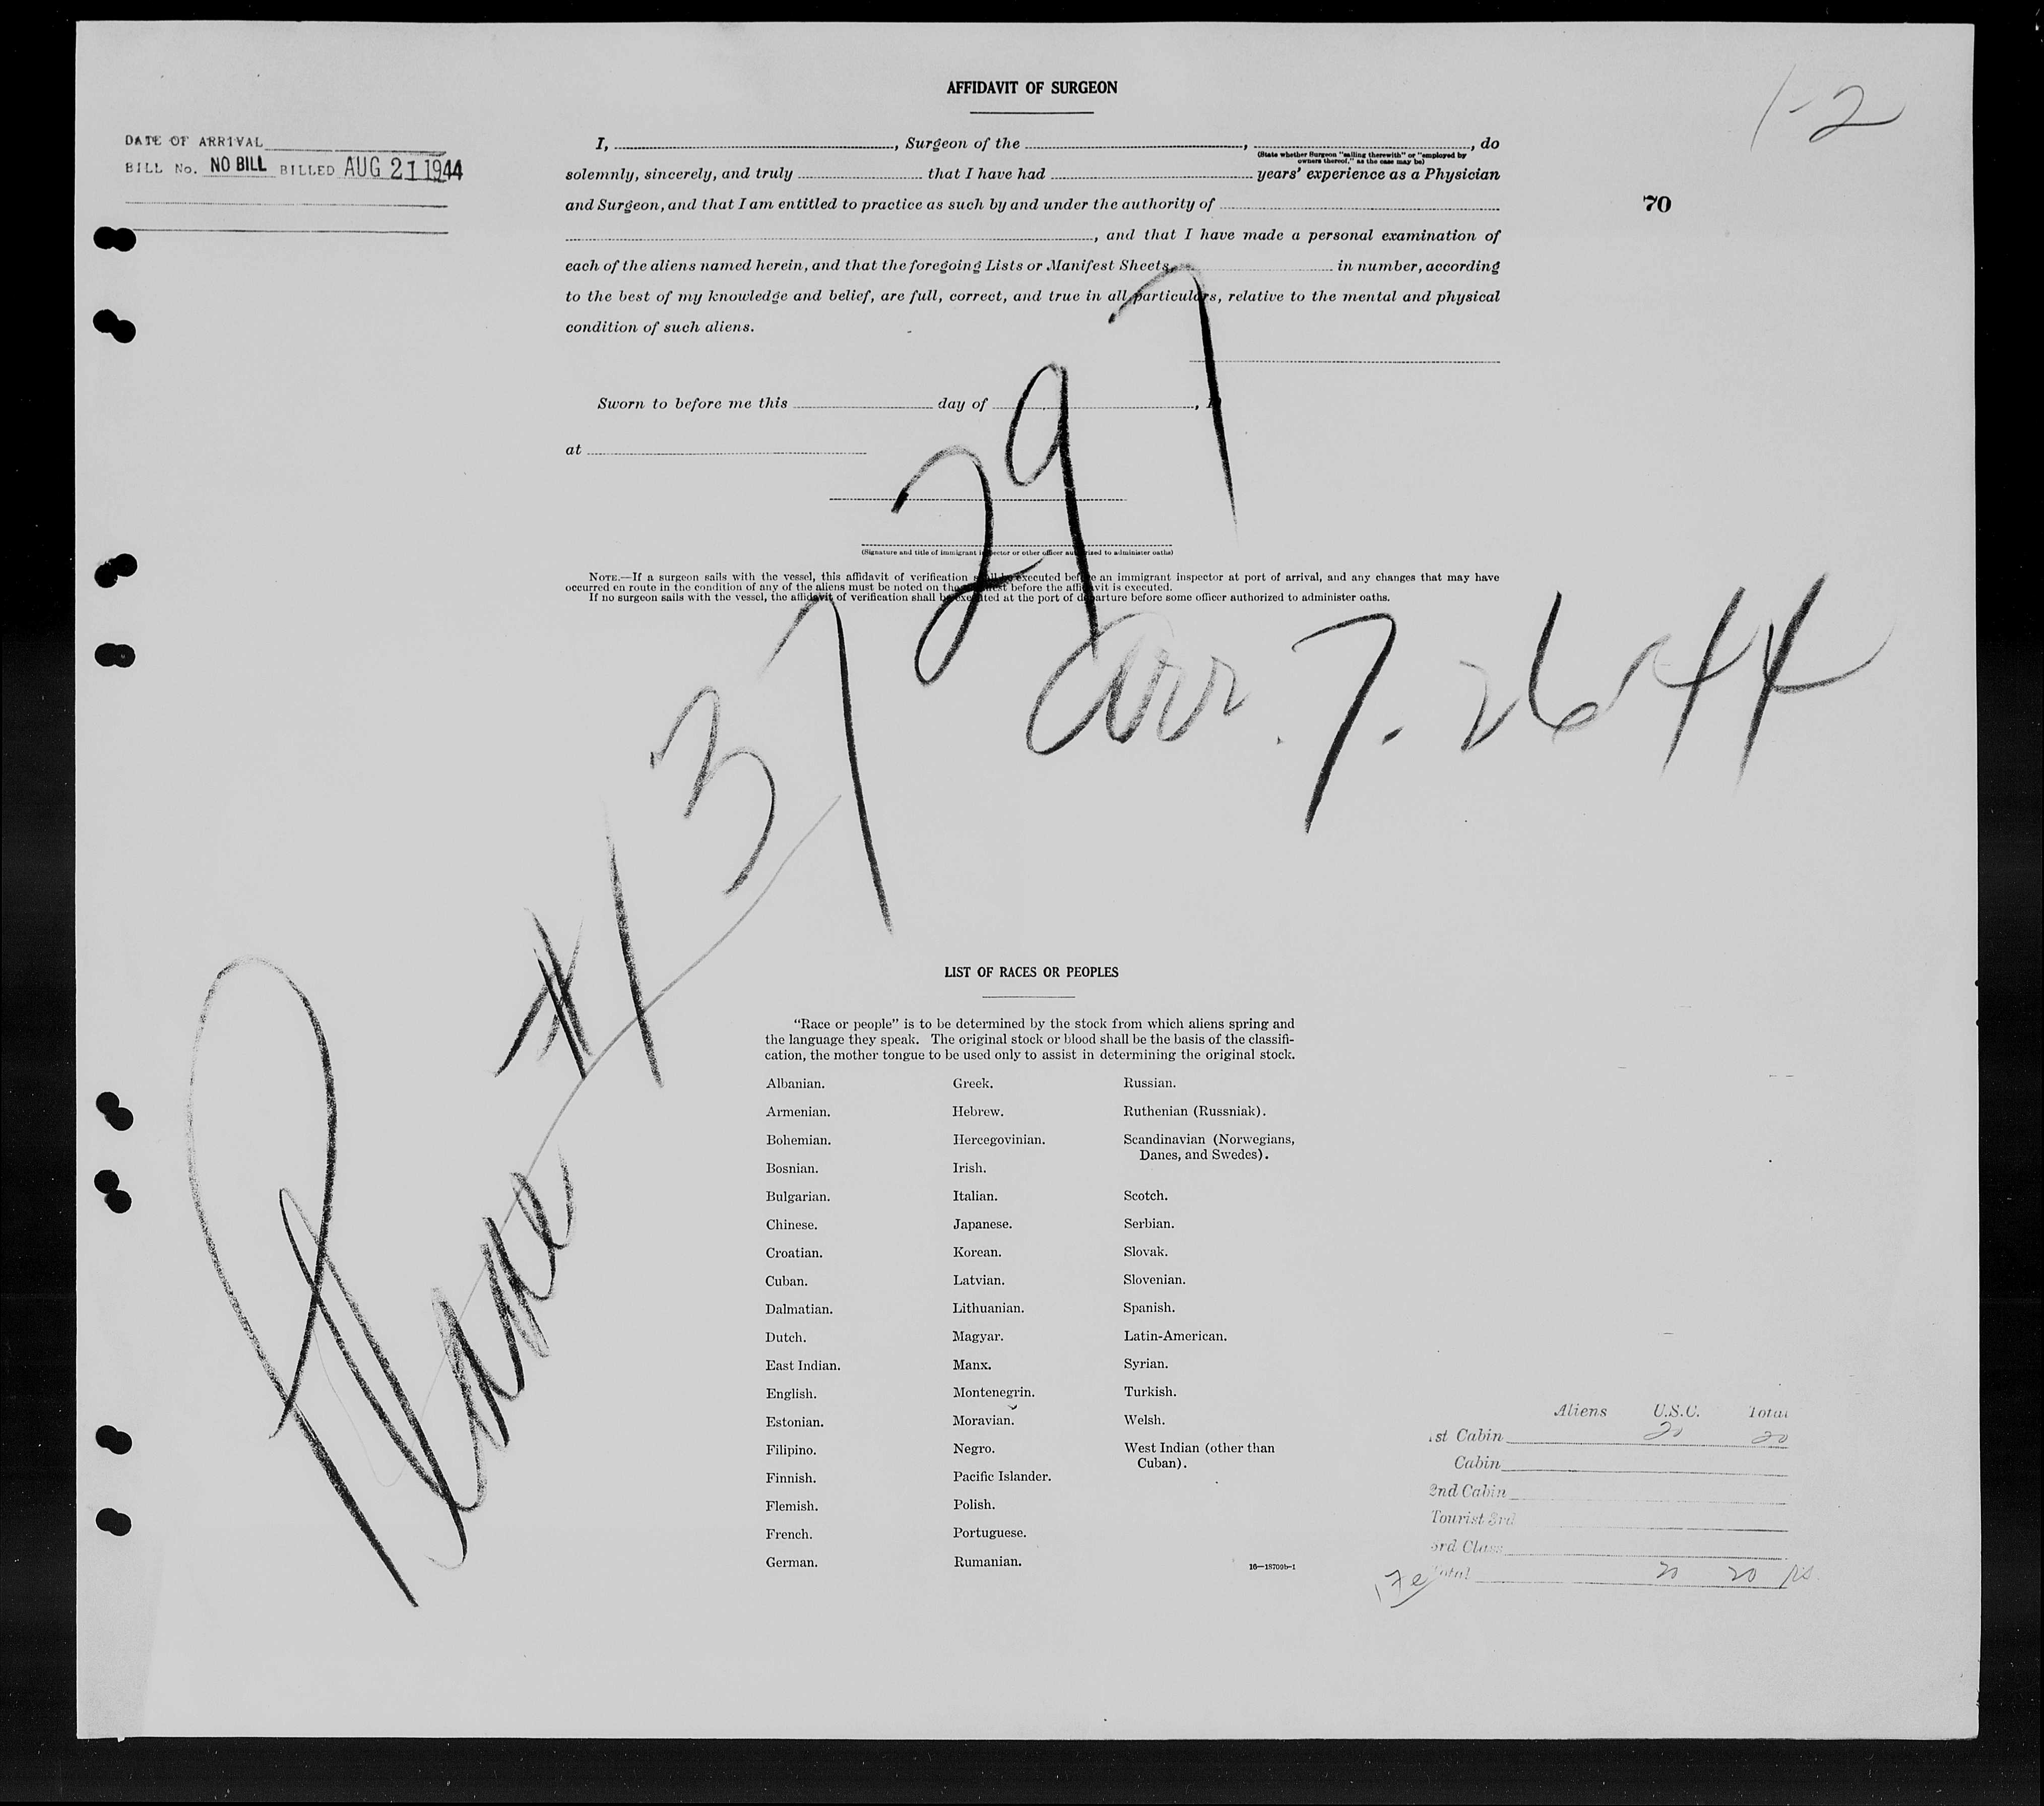 AFFIDAVIT OF SURGEON
1-2
DATE OF ARRIVAL
BILL No. NO BILL BILLED AUG 21 1944
I, , Surgeon of the , , do
(State whether Surgeon "sailing therewith" or "employed by
owners thereof," as the case may be)
solemnly, sincerely, and truly that I have had years' experience as a Physician
and Surgeon, and that I am entitled to practice as such by and under the authority of
70
, and that I have made a personal examination of
each of the aliens named herein, and that the foregoing Lists or Manifest Sheets, in number, according
to the best of my knowledge and belief, are full, correct, and true in all particulars, relative to the mental and physical
condition of such aliens.
Sworn to before me this day of , 1
at
(Signature and title of immigrant inspector or other officer authorized to administer oaths)
NOTE.—If a surgeon sails with the vessel, this affidavit of verification shall be executed before an immigrant inspector at port of arrival, and any changes that may have
occurred en route in the condition of any of the aliens must be noted on the manifest before the affidavit is executed.
If no surgeon sails with the vessel, the affidavit of verification shall be executed at the port of departure before some officer authorized to administer oaths.
Plane #137297
Arr. 7. 26 44
LIST OF RACES OR PEOPLES
"Race or people" is to be determined by the stock from which aliens spring and
the language they speak. The original stock or blood shall be the basis of the classifi-
cation, the mother tongue to be used only to assist in determining the original stock.
Albanian. Greek. Russian.
Armenian. Hebrew. Ruthenian (Russniak).
Bohemian. Hercegovinian. Scandinavian (Norwegians,
Danes, and Swedes).
Bosnian. Irish.
Bulgarian. Italian. Scotch.
Chinese. Japanese. Serbian.
Croatian. Korean. Slovak.
Cuban. Latvian. Slovenian.
Dalmatian. Lithuanian. Spanish.
Dutch. Magyar. Latin-American.
East Indian. Manx. Syrian.
English. Montenegrin. Turkish.
Estonian. Moravian. Welsh.
Filipino. Negro. West Indian (other than
Cuban).
Finnish. Pacific Islander.
Flemish. Polish.
French. Portuguese.
German. Rumanian.
16—18700b-1
Aliens U.S.C. Total
1st Cabin 20 20
Cabin
2nd Cabin
Tourist 3rd
3rd Class
Total 20 20